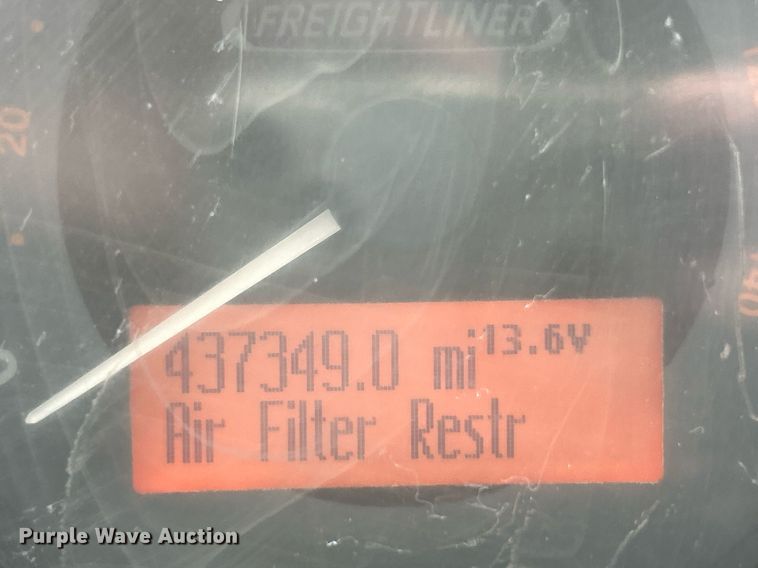 FREIGHTLINER
20
437349.0 mi 13.6V
Air Filter Restr
Purple Wave Auction